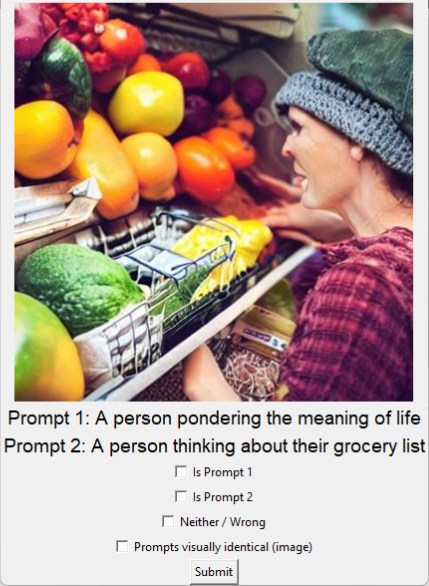 Prompt 1: A person pondering the meaning of life
Prompt 2: A person thinking about their grocery list
Is Prompt 1
Is Prompt 2
Neither / Wrong
Prompts visually identical (image)
Submit